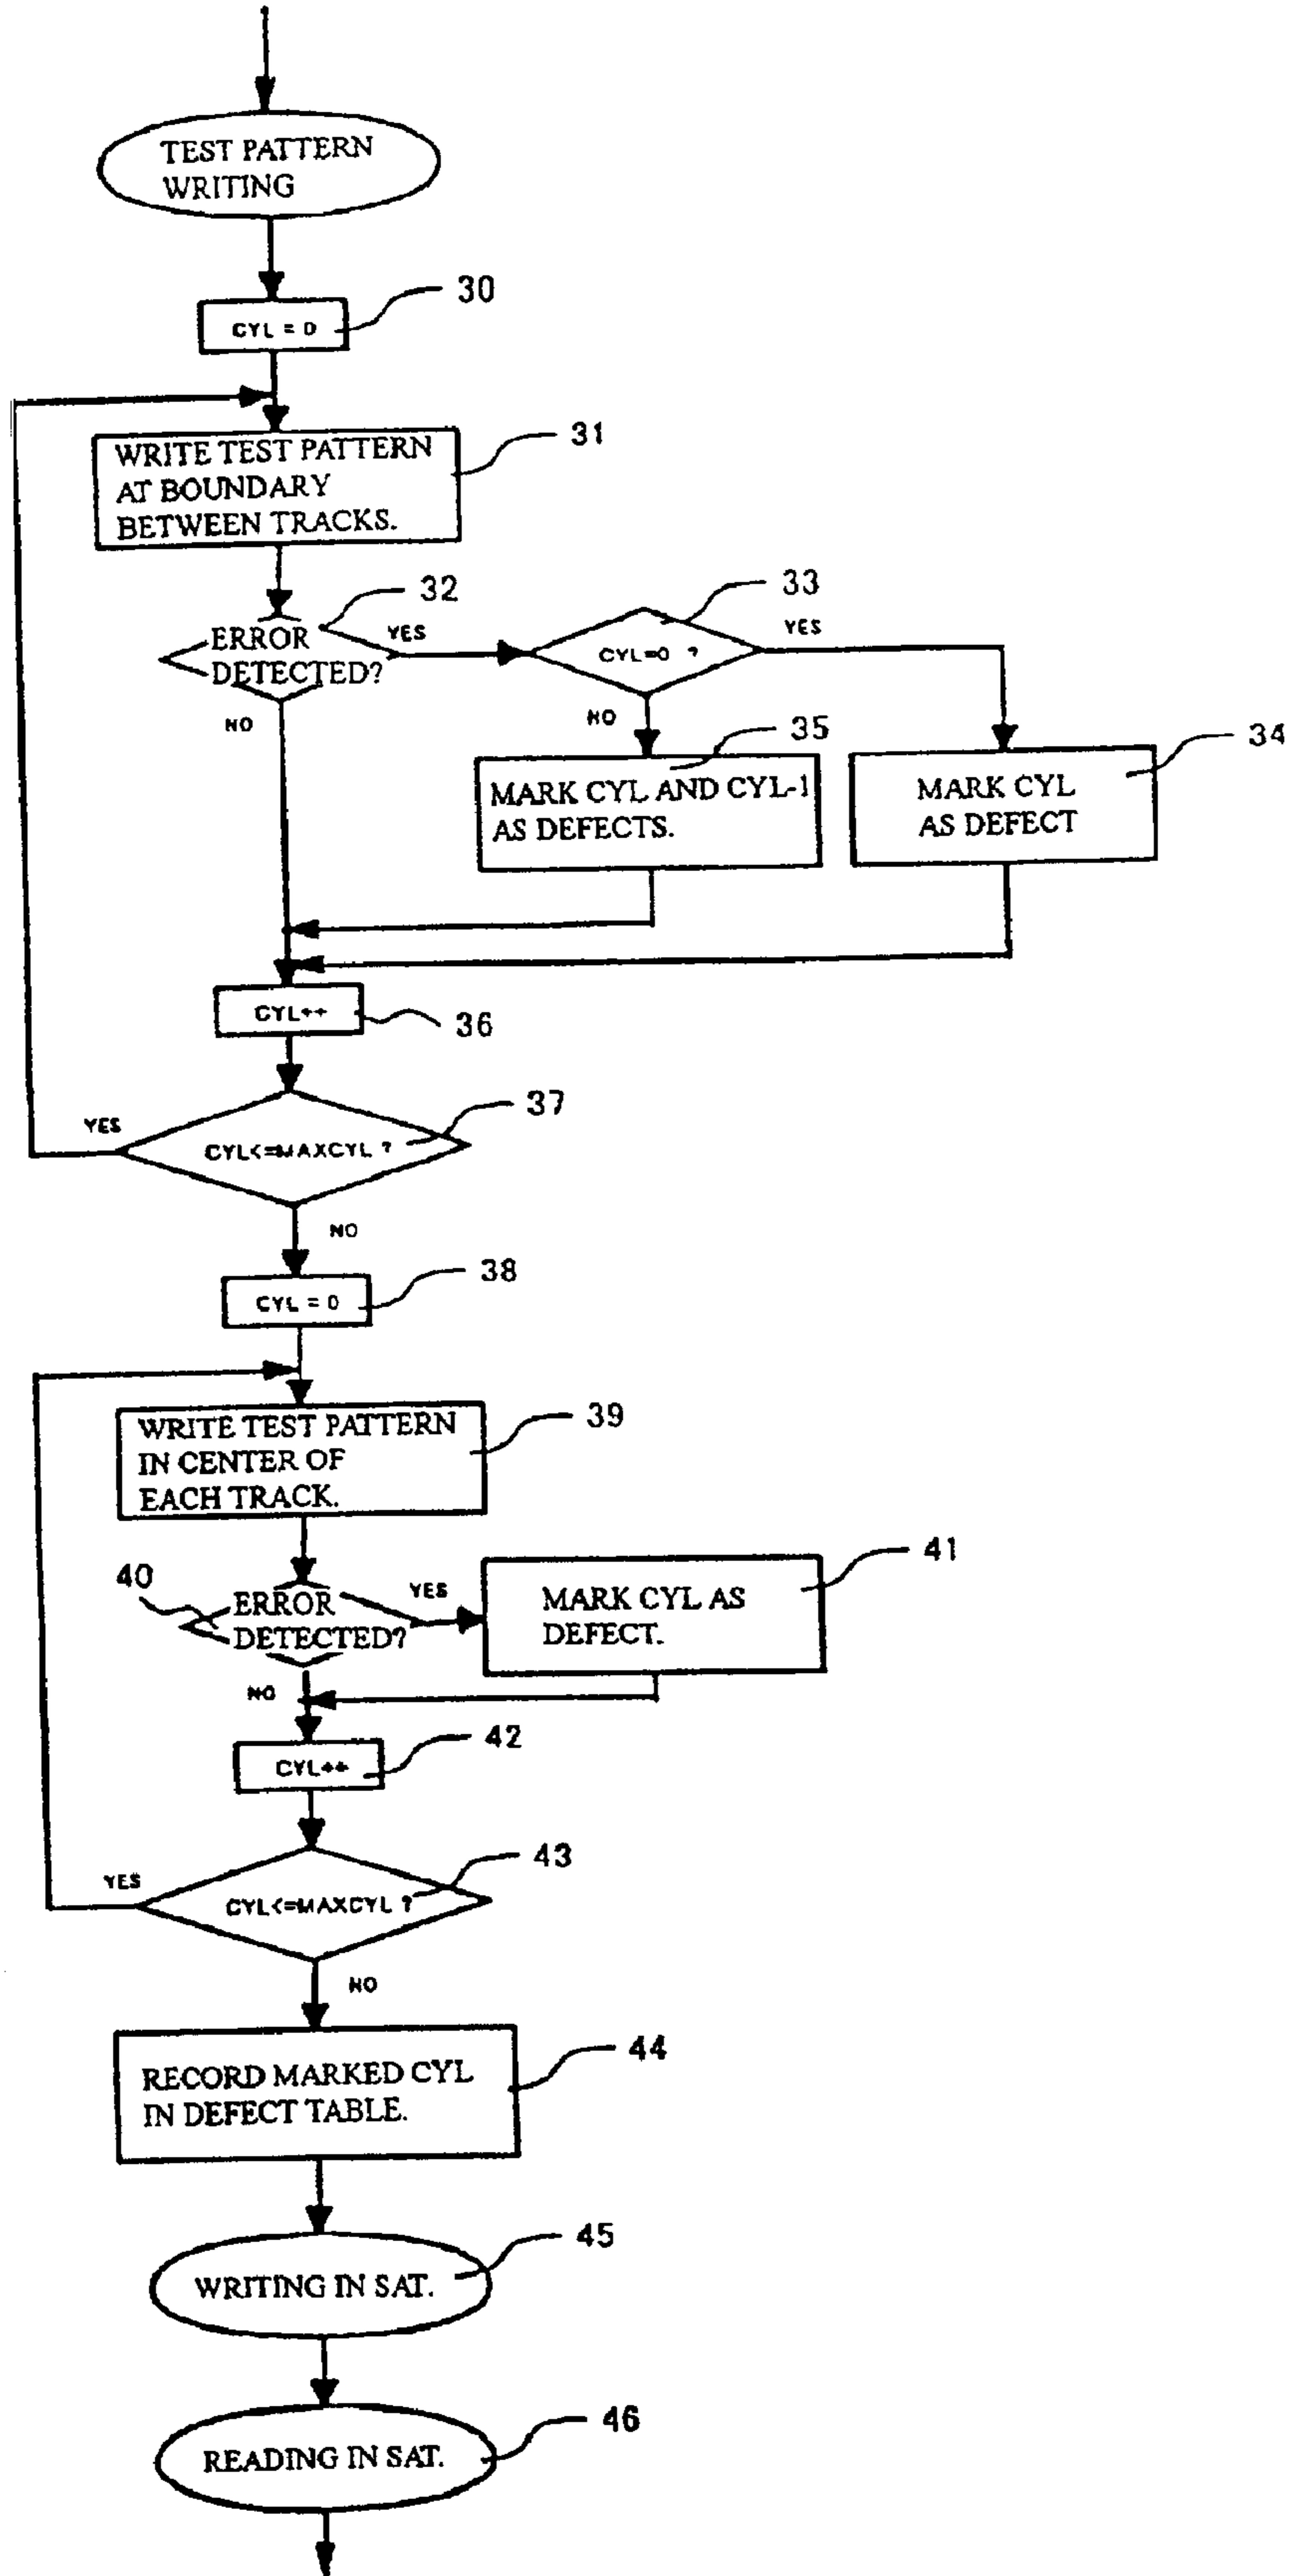 TEST PATTERN
WRITING
30
CYL = 0
31
WRITE TEST PATTERN
AT BOUNDARY
BETWEEN TRACKS.
32
33
ERROR
DETECTED?
YES
CYL=0 ?
YES
NO
NO
35
34
MARK CYL AND CYL-1
AS DEFECTS.
MARK CYL
AS DEFECT
CYL++
36
37
YES
CYL<=MAXCYL ?
NO
38
CYL = 0
39
WRITE TEST PATTERN
IN CENTER OF
EACH TRACK.
40
ERROR
DETECTED?
YES
41
MARK CYL AS
DEFECT.
NO
42
CYL++
43
YES
CYL<=MAXCYL ?
NO
44
RECORD MARKED CYL
IN DEFECT TABLE.
45
WRITING IN SAT.
46
READING IN SAT.